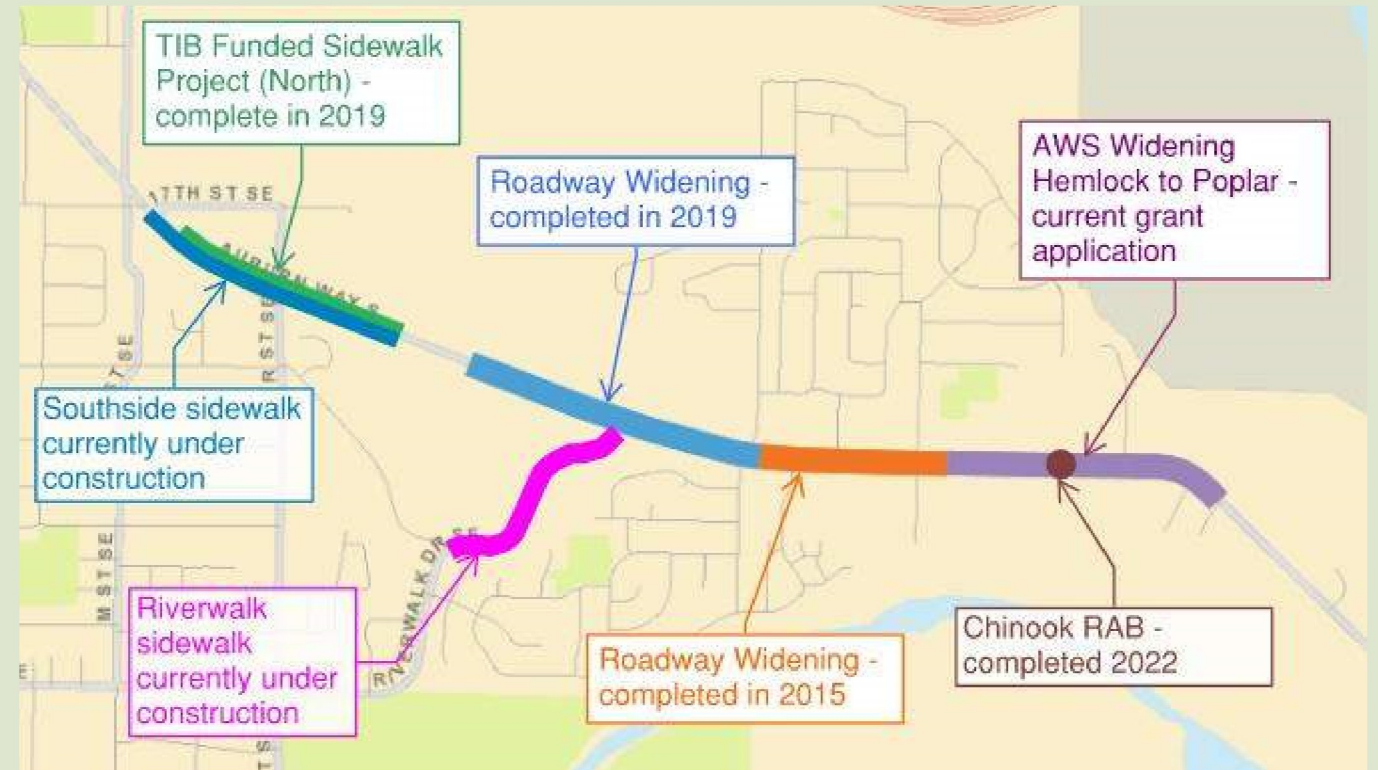 TIB Funded Sidewalk
Project (North) -
complete in 2019
Roadway Widening -
completed in 2019
AWS Widening
Hemlock to Poplar -
current grant
application
17TH ST SE
AUBURN WAY S
R ST SE
Southside sidewalk
currently under
construction
M ST SE
RIVERWALK DR SE
Riverwalk
sidewalk
currently under
construction
Roadway Widening -
completed in 2015
Chinook RAB -
completed 2022